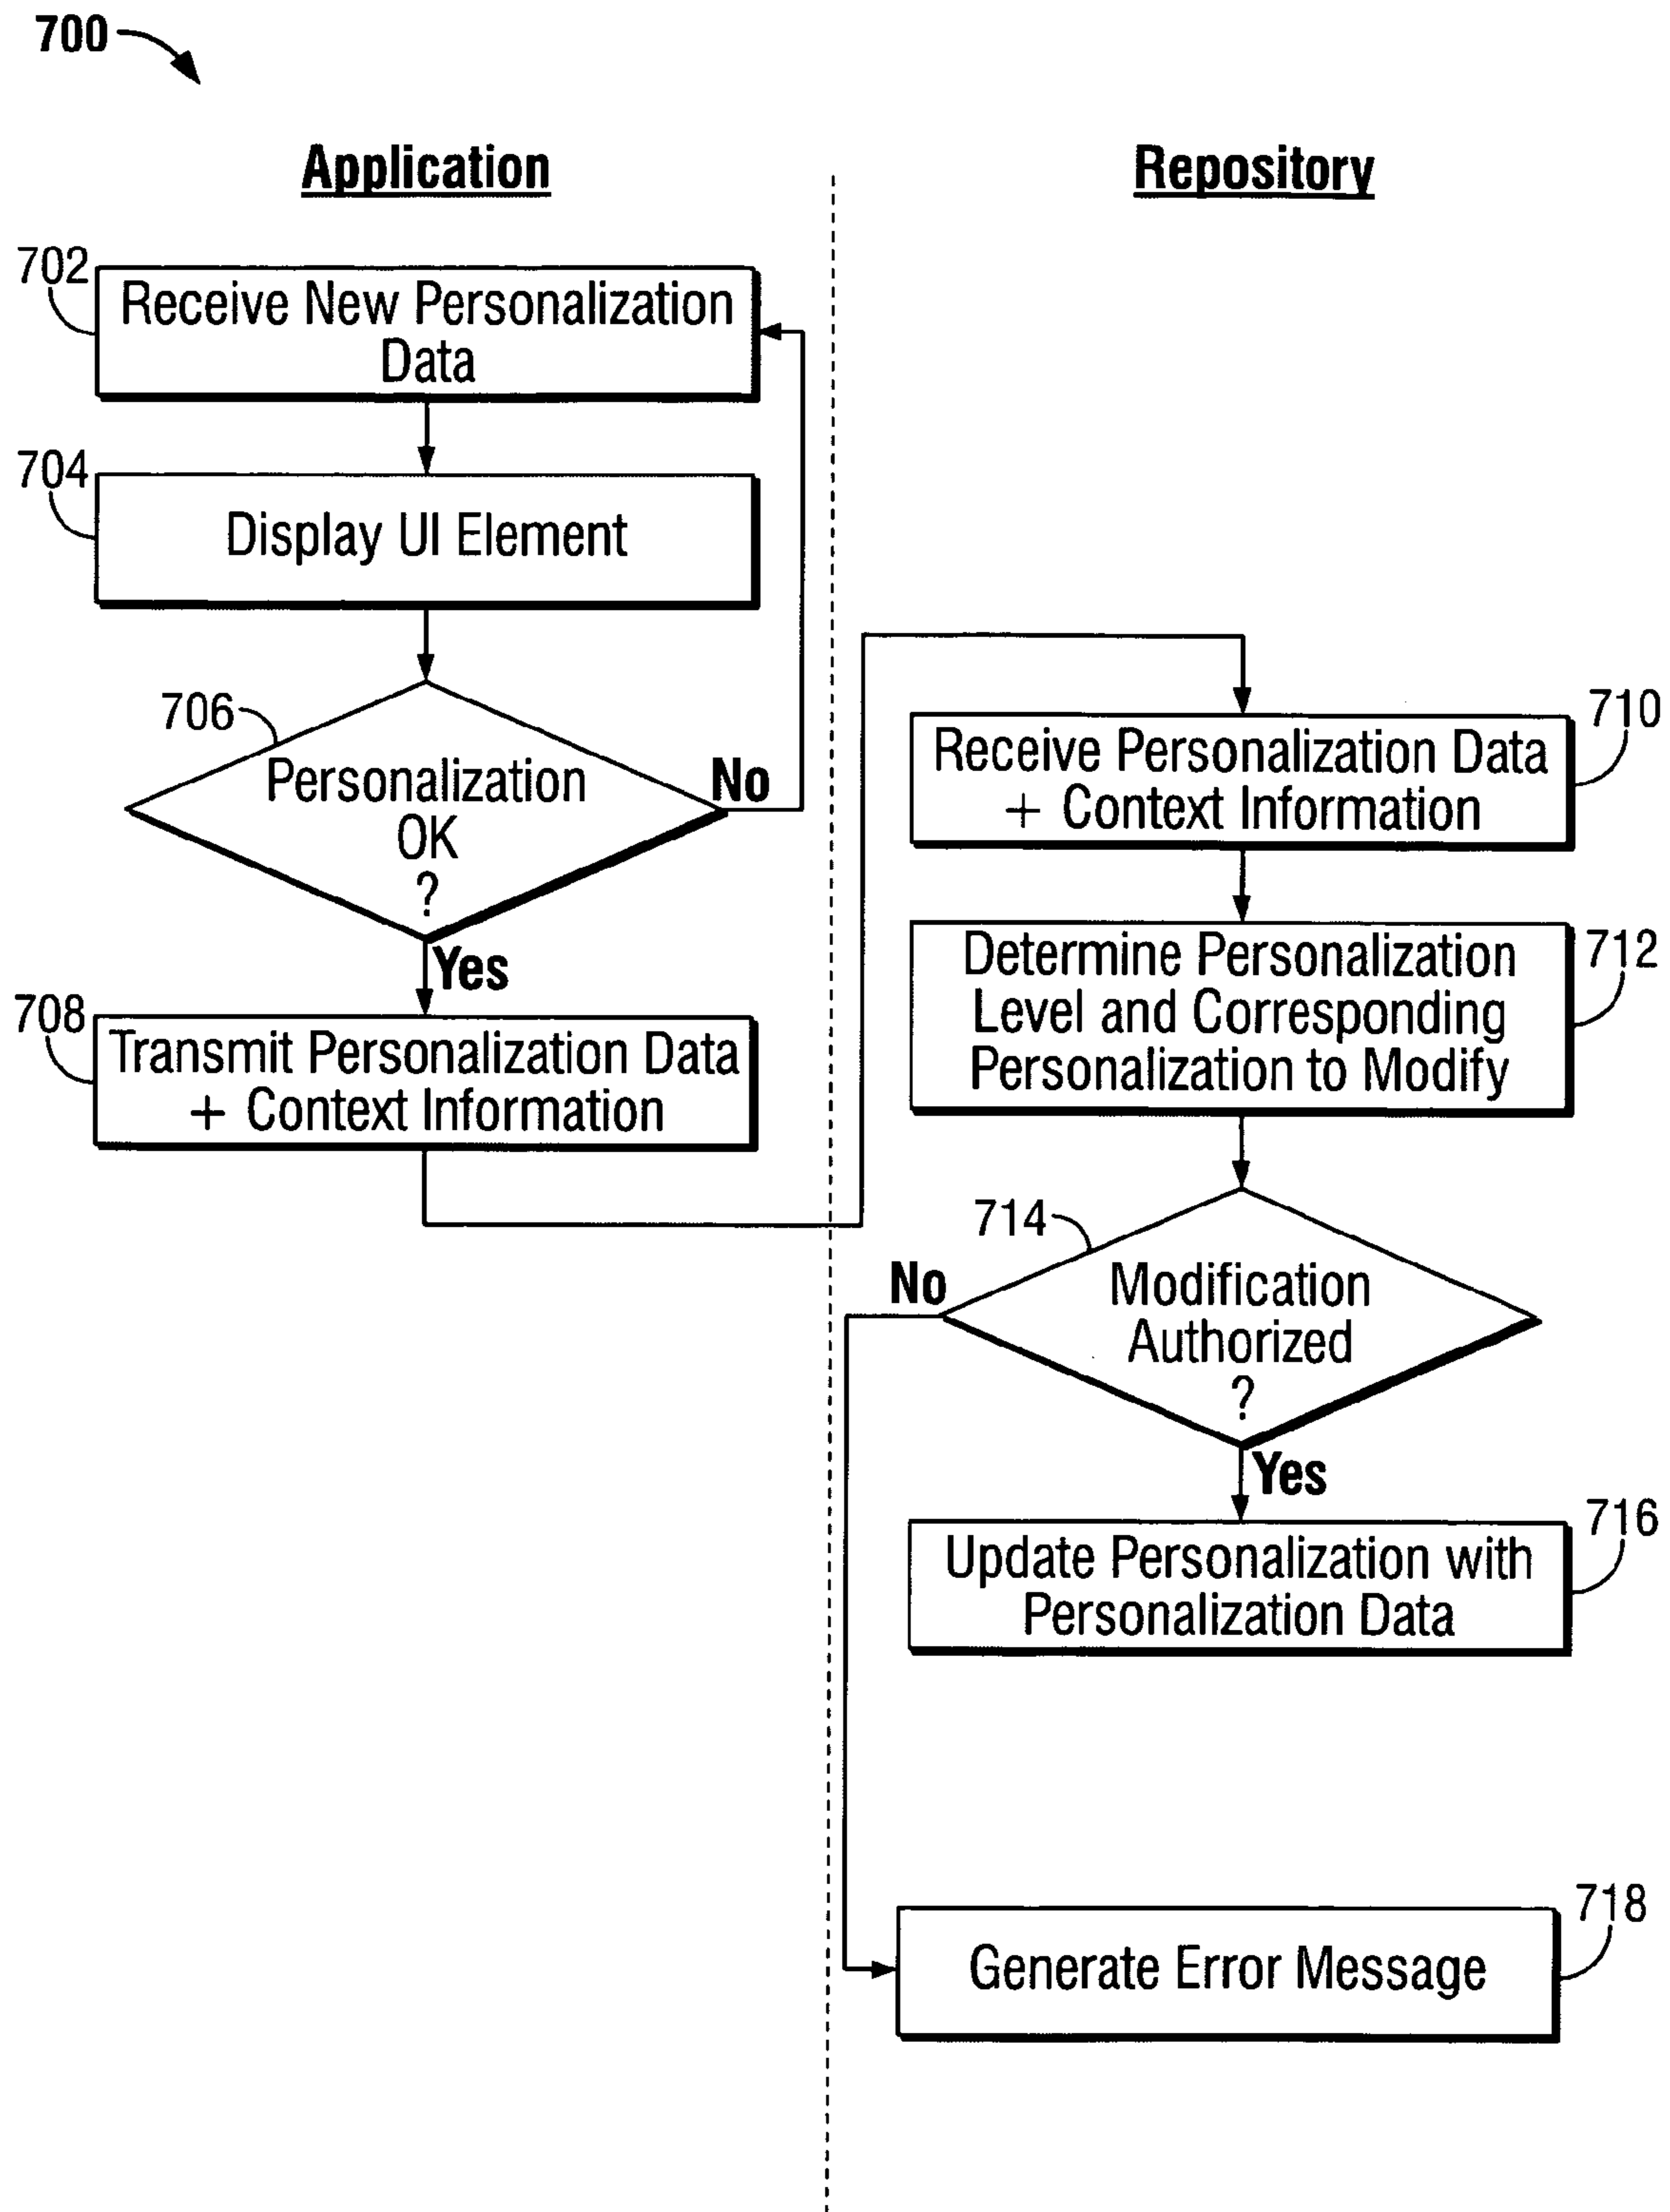 700
Application
702
Receive New Personalization
Data
704
Display UI Element
706
Personalization
OK
?
No
Yes
708
Transmit Personalization Data
+ Context Information
Repository
710
Receive Personalization Data
+ Context Information
712
Determine Personalization
Level and Corresponding
Personalization to Modify
714
No
Modification
Authorized
?
Yes
716
Update Personalization with
Personalization Data
718
Generate Error Message